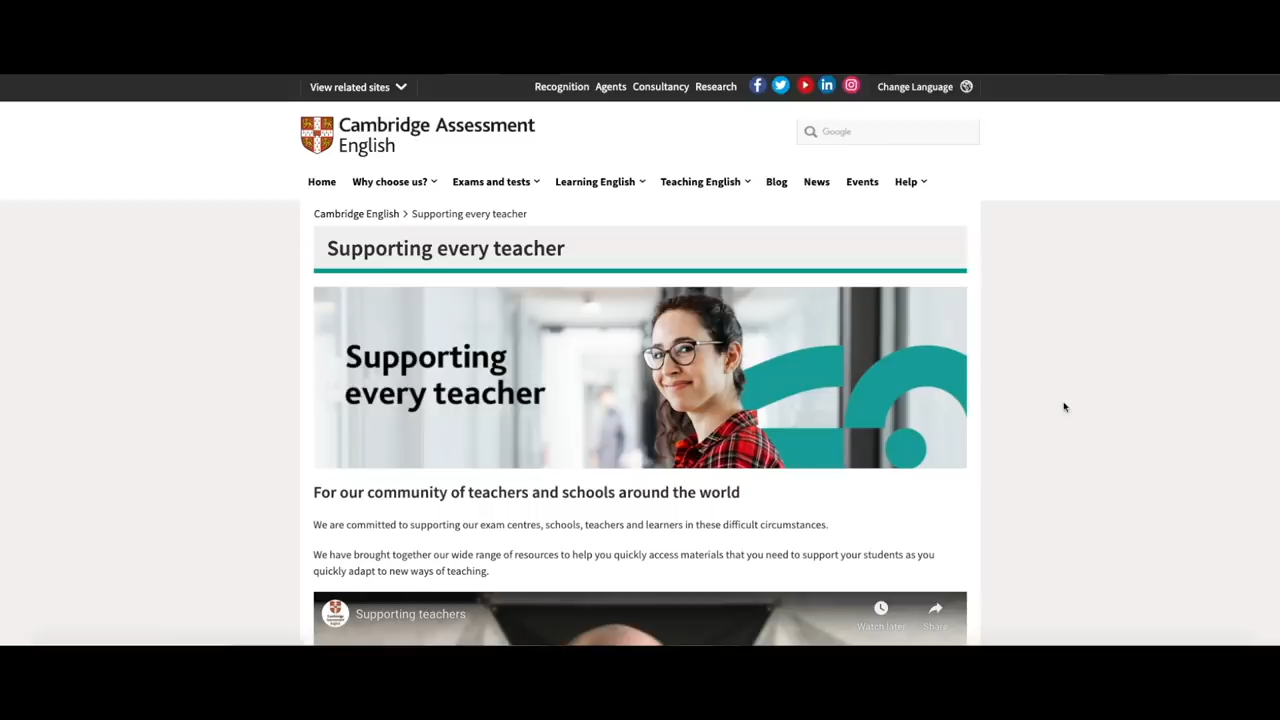 View related sites
Recognition Agents Consultancy Research
Change Language
Cambridge Assessment
English
Google
Home Why choose us? Exams and tests Learning English Teaching English Blog News Events Help
Cambridge English > Supporting every teacher
Supporting every teacher
Supporting
every teacher
For our community of teachers and schools around the world
We are committed to supporting our exam centres, schools, teachers and learners in these difficult circumstances.
We have brought together our wide range of resources to help you quickly access materials that you need to support your students as you
quickly adapt to new ways of teaching.
Supporting teachers
Watch later Share